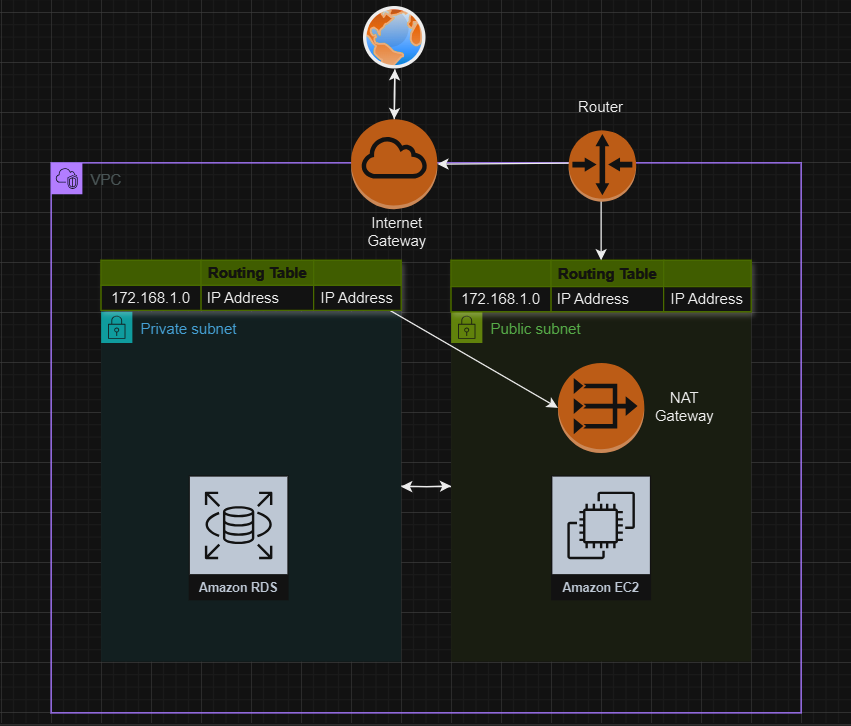 Router
VPC
Internet
Gateway
Routing Table
172.168.1.0 IP Address IP Address
Routing Table
172.168.1.0 IP Address IP Address
Private subnet
Public subnet
NAT
Gateway
Amazon RDS
Amazon EC2